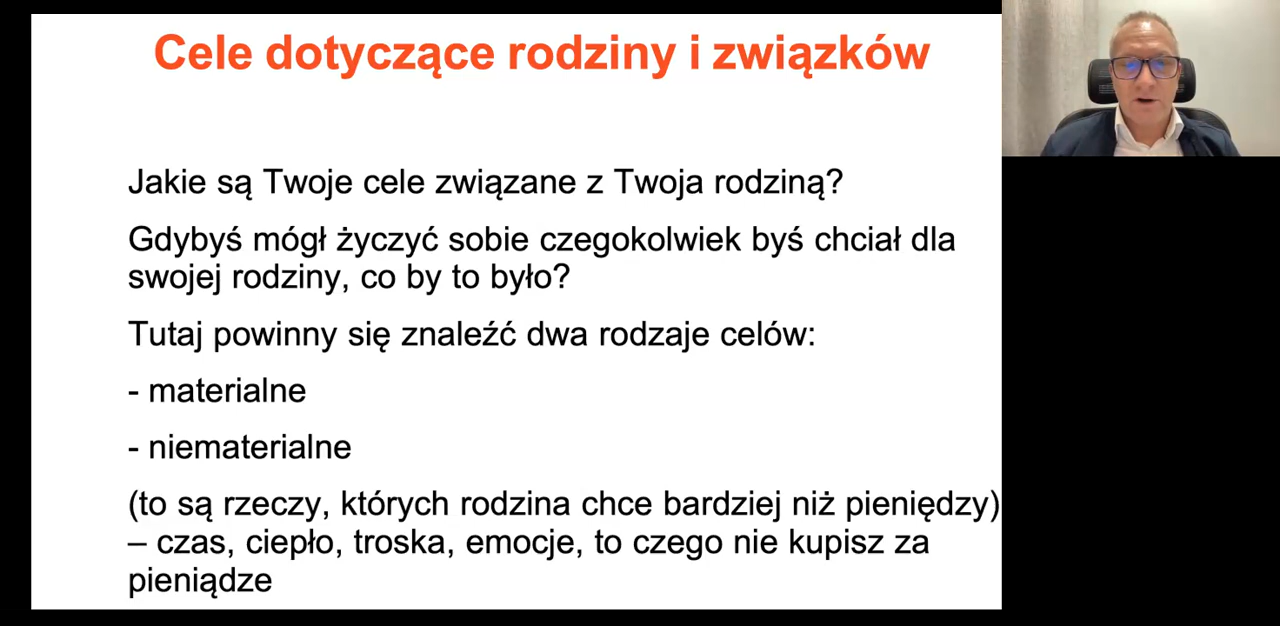 Cele dotyczące rodziny i związków
Jakie są Twoje cele związane z Twoja rodziną?
Gdybyś mógł życzyć sobie czegokolwiek byś chciał dla
swojej rodziny, co by to było?
Tutaj powinny się znaleźć dwa rodzaje celów:
- materialne
- niematerialne
(to są rzeczy, których rodzina chce bardziej niż pieniędzy)
– czas, ciepło, troska, emocje, to czego nie kupisz za
pieniądze